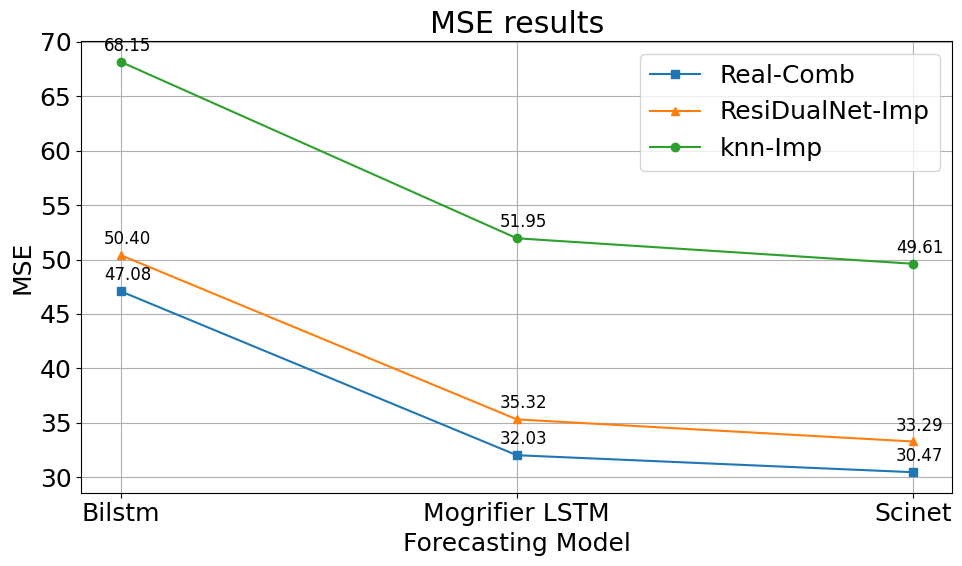 MSE results
70
65
60
55
50
45
40
35
30
MSE
68.15
51.95
49.61
50.40
47.08
35.32
32.03
33.29
30.47
Real-Comb
ResiDualNet-Imp
knn-Imp
Bilstm
Mogrifier LSTM
Scinet
Forecasting Model